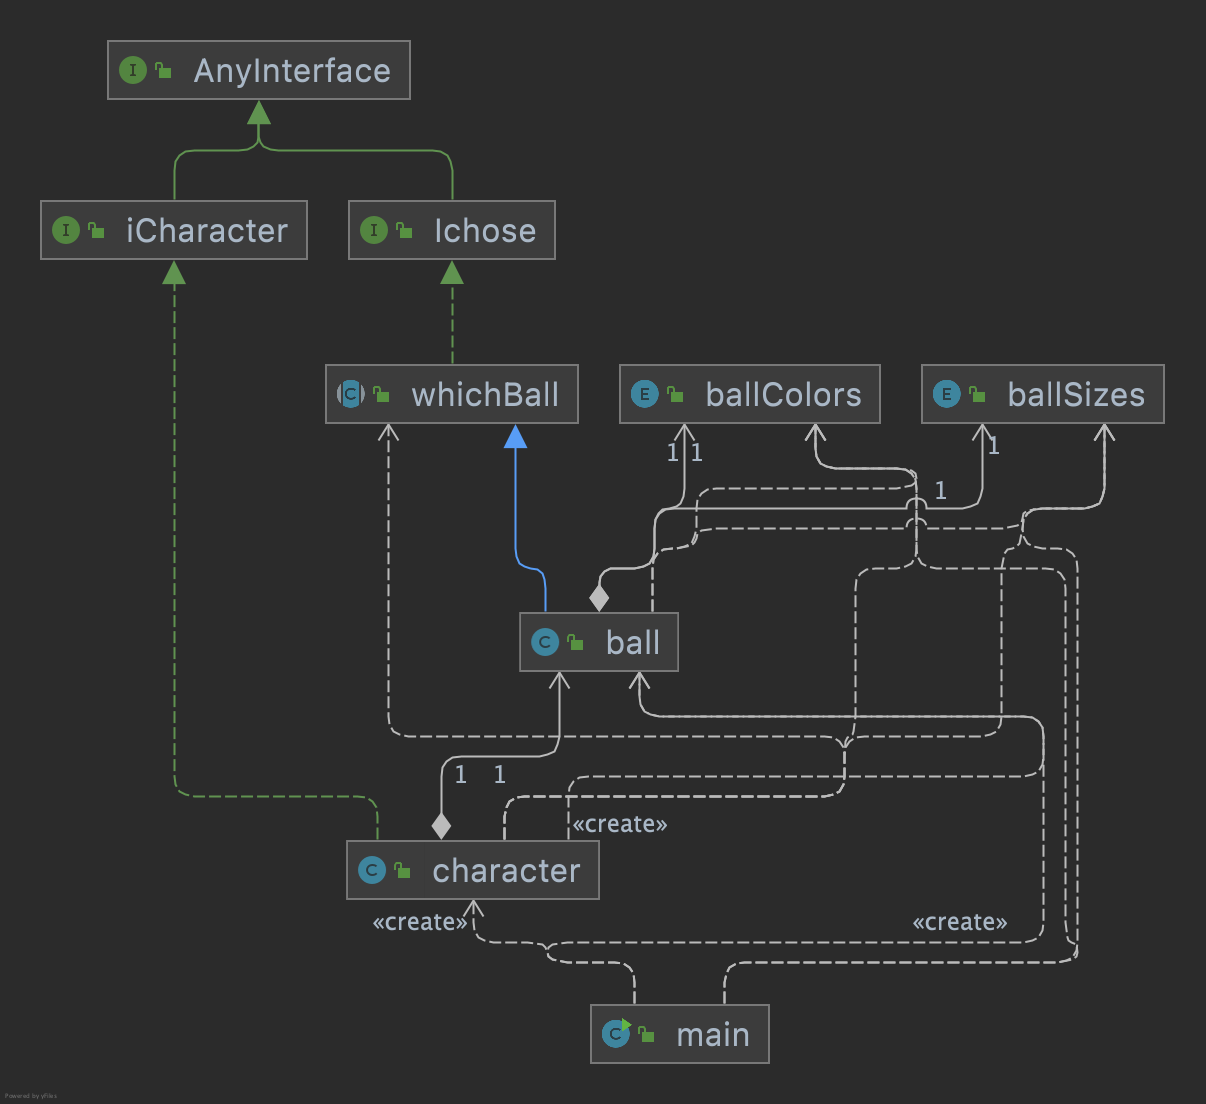 AnyInterface
iCharacter
Ichose
whichBall
ballColors
ballSizes
1
1
1
1
ball
1
1
«create»
character
«create»
«create»
main
Powered by yFiles